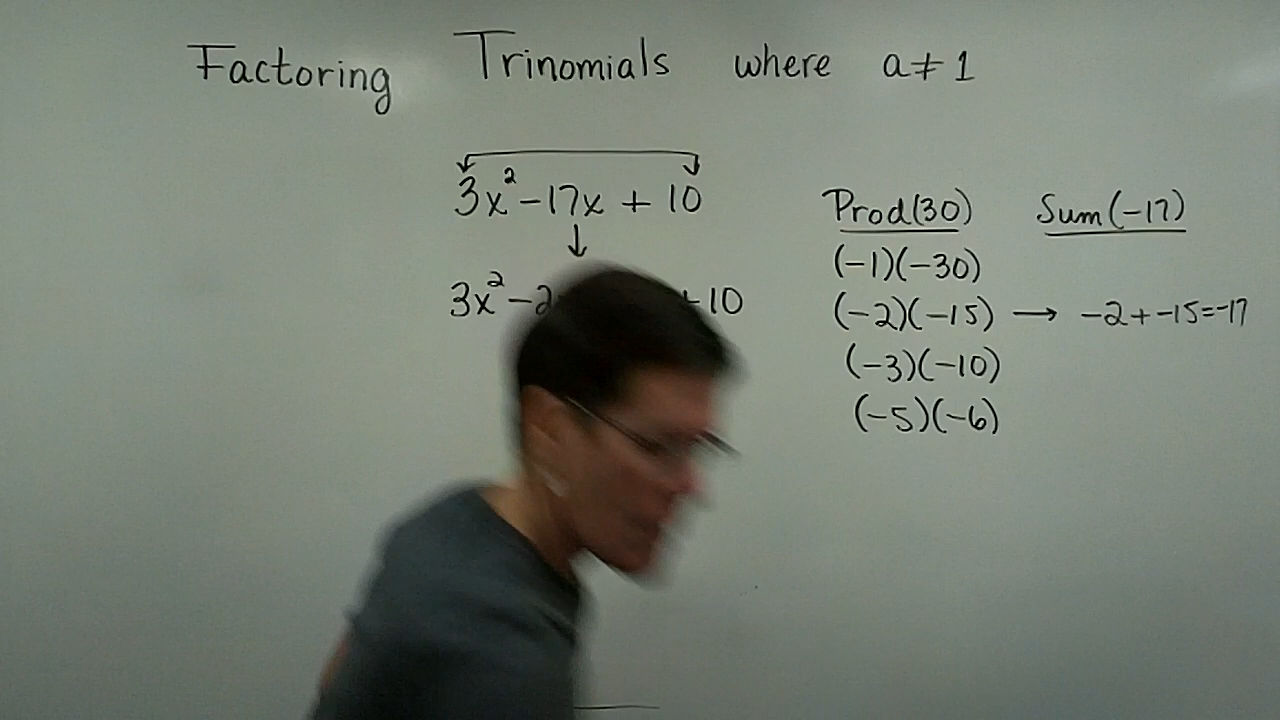 Factoring Trinomials where a≠1
3x²-17x + 10
Prod(30) Sum(-17)
(-1)(-30)
3x²-2 +10
(-2)(-15) → -2+-15=-17
(-3)(-10)
(-5)(-6)